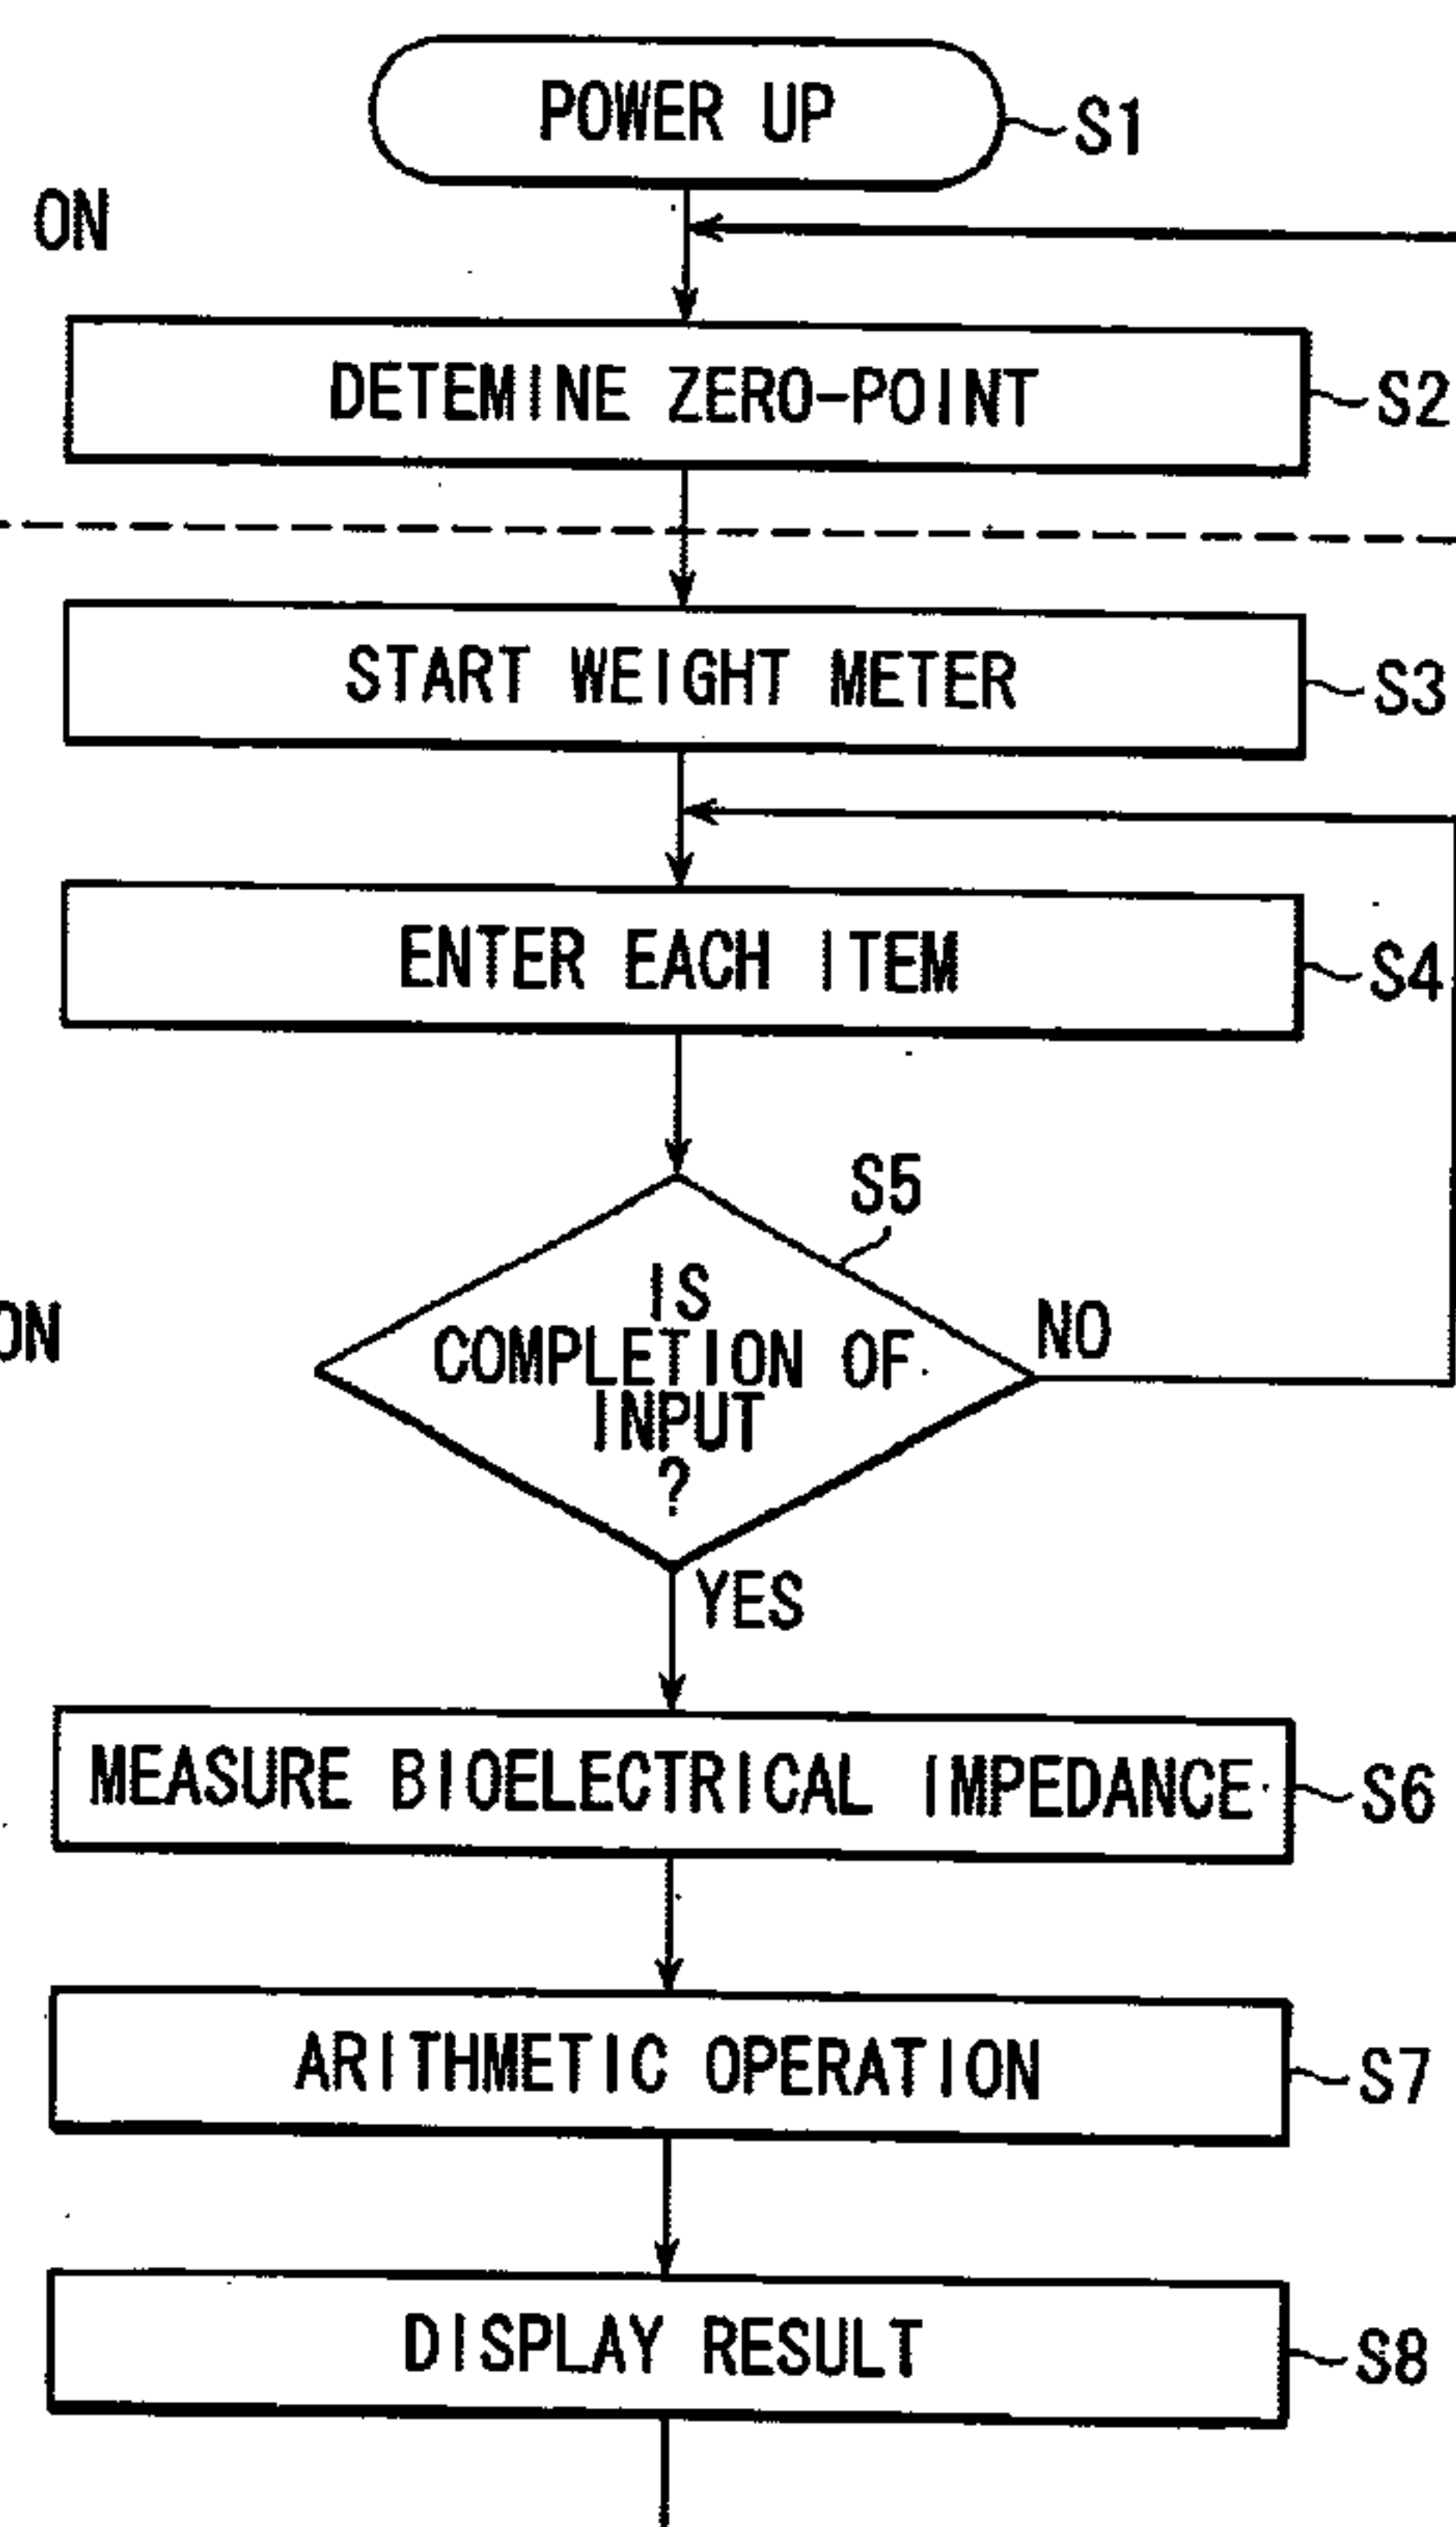 POWER UP
S1
ON
DETEMINE ZERO-POINT
S2
START WEIGHT METER
S3
ENTER EACH ITEM
S4
S5
IS
COMPLETION OF
INPUT
?
NO
ON
YES
MEASURE BIOELECTRICAL IMPEDANCE
S6
ARITHMETIC OPERATION
S7
DISPLAY RESULT
S8